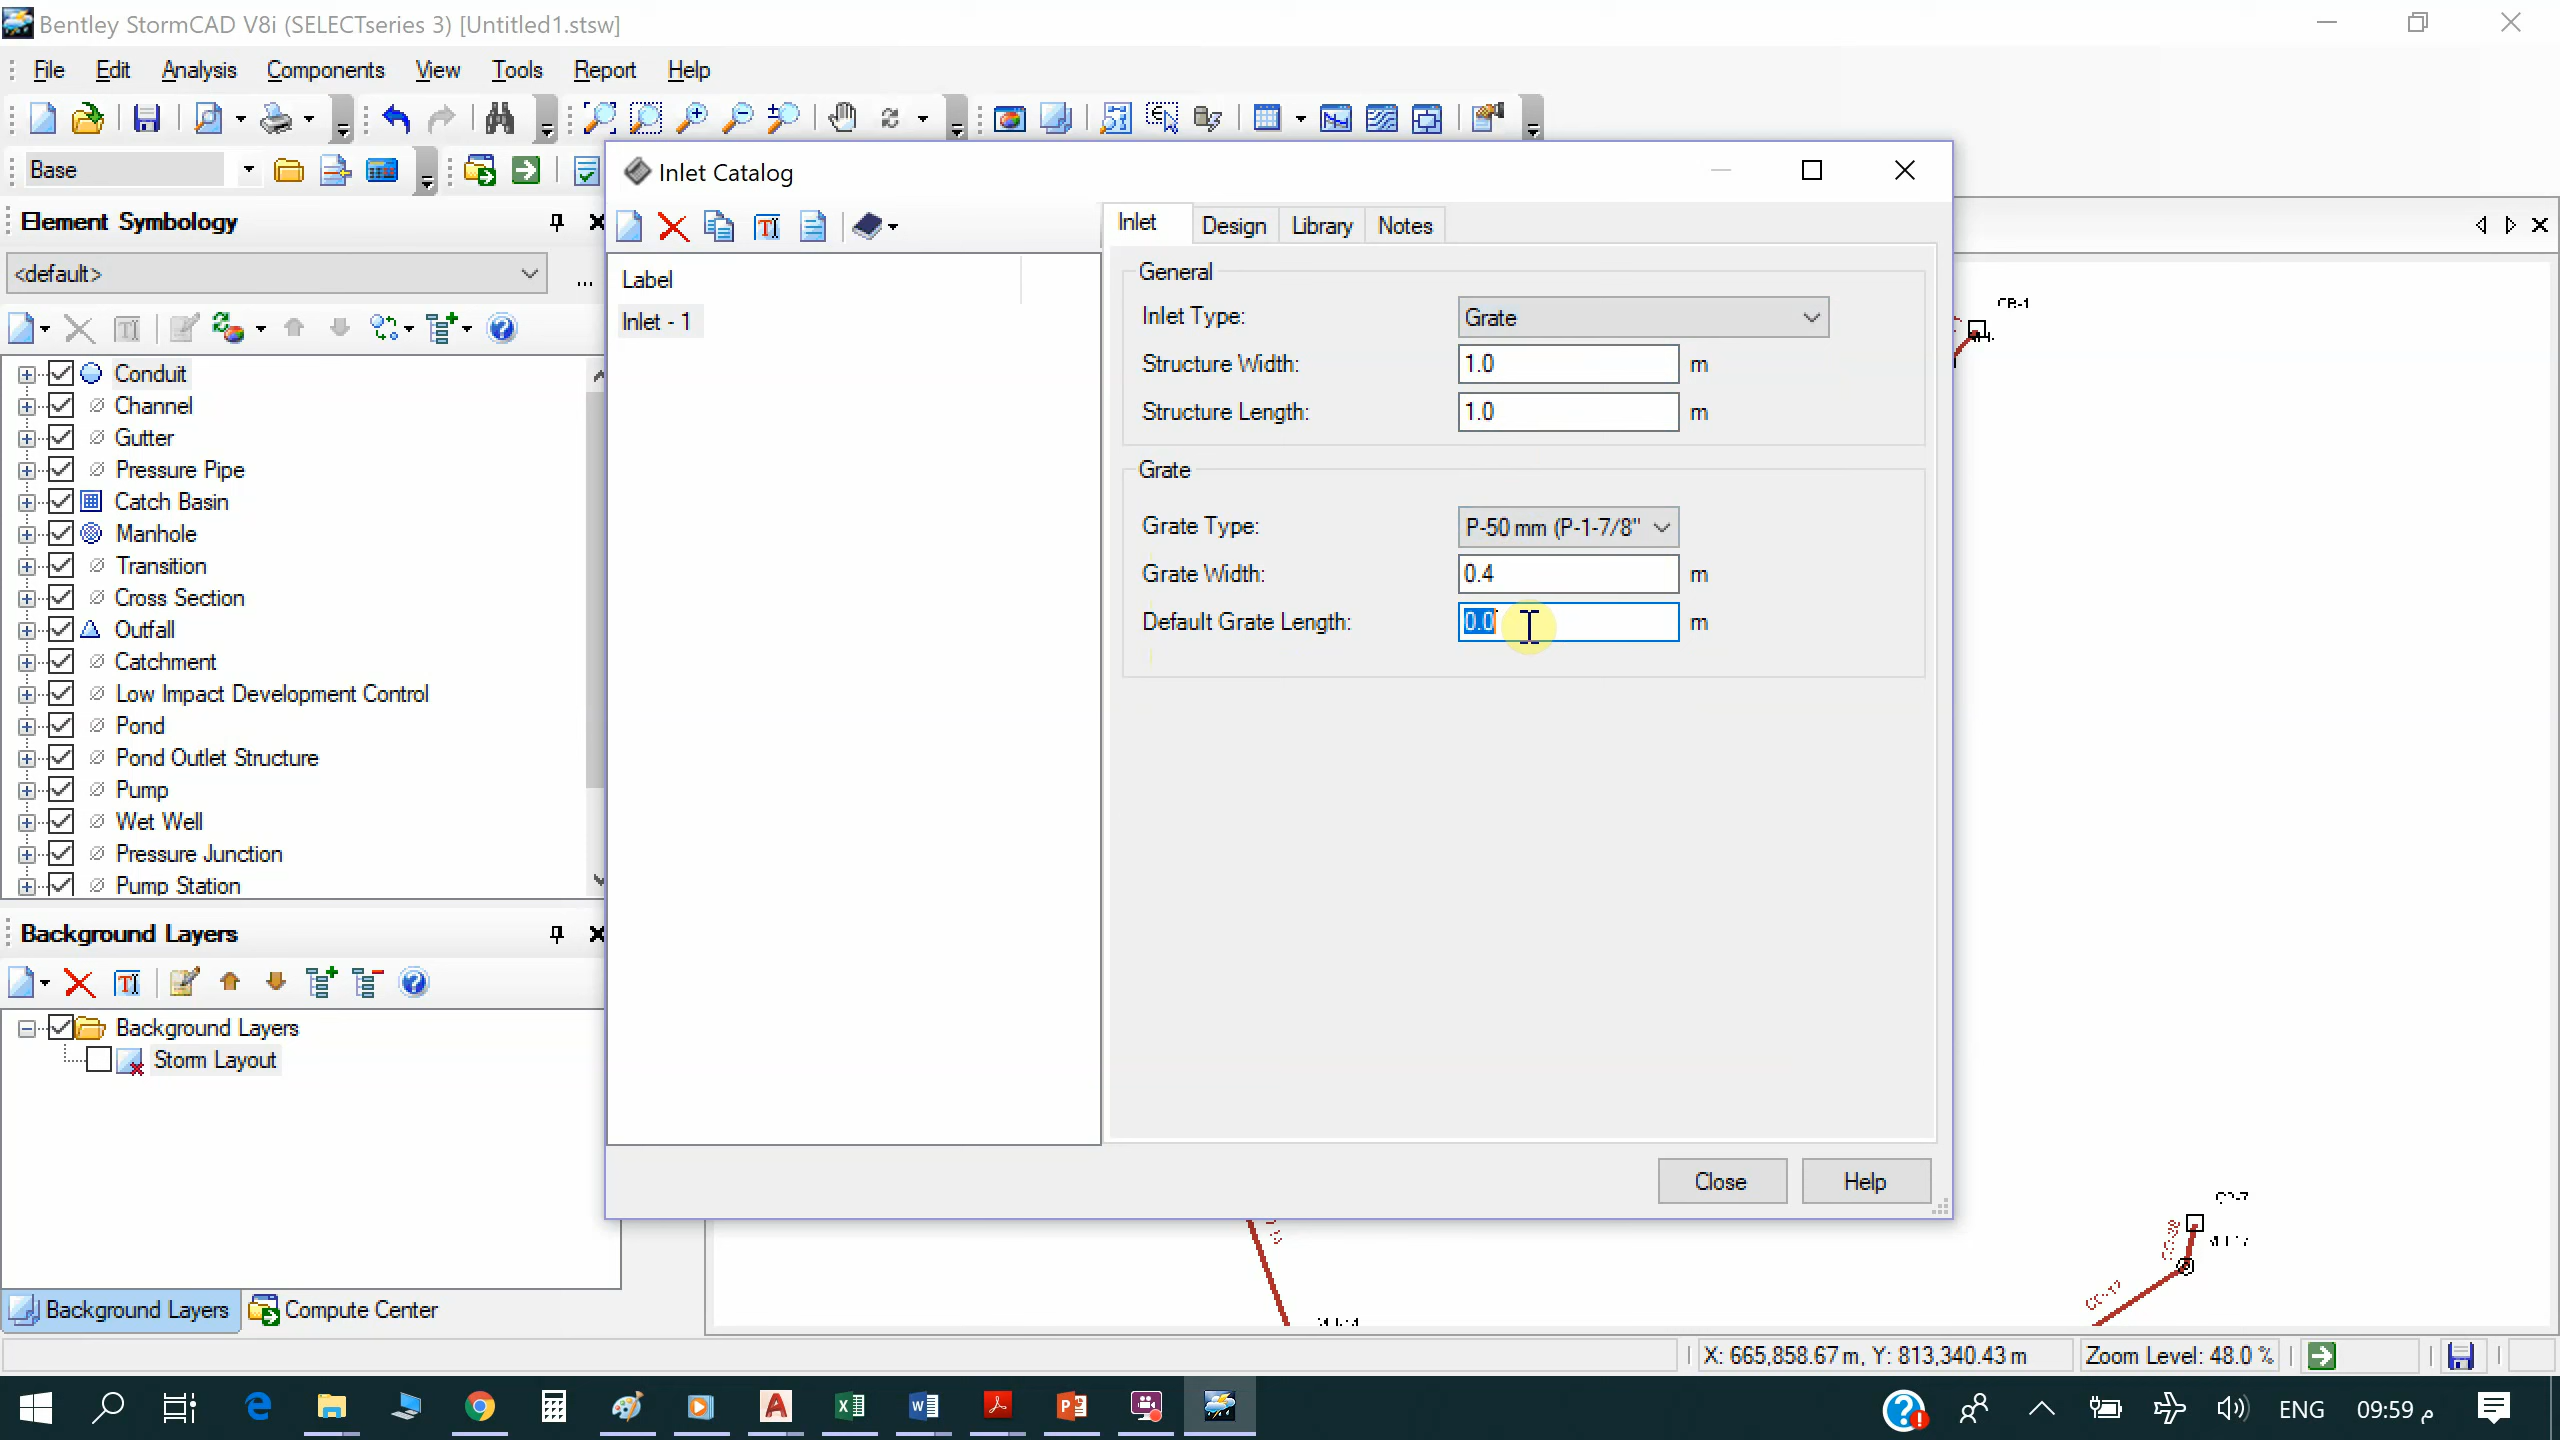 Bentley StormCAD V8i (SELECTseries 3) [Untitled1.stsw]
File Edit Analysis Components View Tools Report Help
Base
Inlet Catalog
Element Symbology
<default>
Conduit
Channel
Gutter
Pressure Pipe
Catch Basin
Manhole
Transition
Cross Section
Outfall
Catchment
Low Impact Development Control
Pond
Pond Outlet Structure
Pump
Wet Well
Pressure Junction
Pump Station
Label
Inlet - 1
Inlet Design Library Notes
General
Inlet Type: Grate
Structure Width: 1.0 m
Structure Length: 1.0 m
Grate
Grate Type: P-50 mm (P-1-7/8"
Grate Width: 0.4 m
Default Grate Length: 0.0 m
Close Help
CB-1
Background Layers
Background Layers
Storm Layout
Background Layers Compute Center
X: 665,858.67 m, Y: 813,340.43 m Zoom Level: 48.0 %
ENG 09:59 م